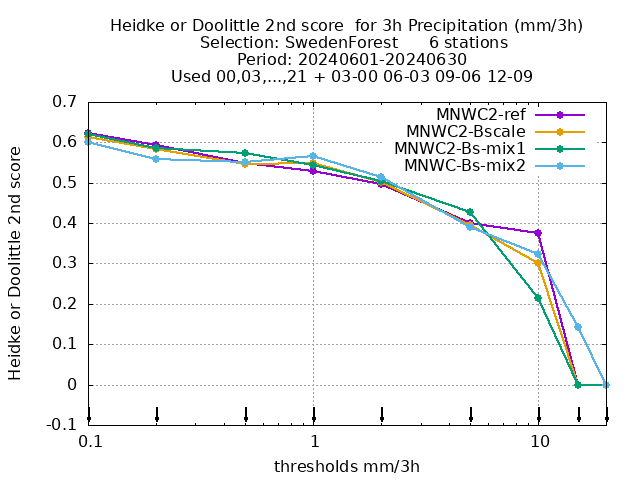 Heidke or Doolittle 2nd score  for 3h Precipitation (mm/3h)
Selection: SwedenForest      6 stations
Period: 20240601-20240630
Used 00,03,...,21 + 03-00 06-03 09-06 12-09
MNWC2-ref
MNWC2-Bscale
MNWC2-Bs-mix1
MNWC-Bs-mix2
Heidke or Doolittle 2nd score
0.7
0.6
0.5
0.4
0.3
0.2
0.1
0
-0.1
0.1 1 10
thresholds mm/3h